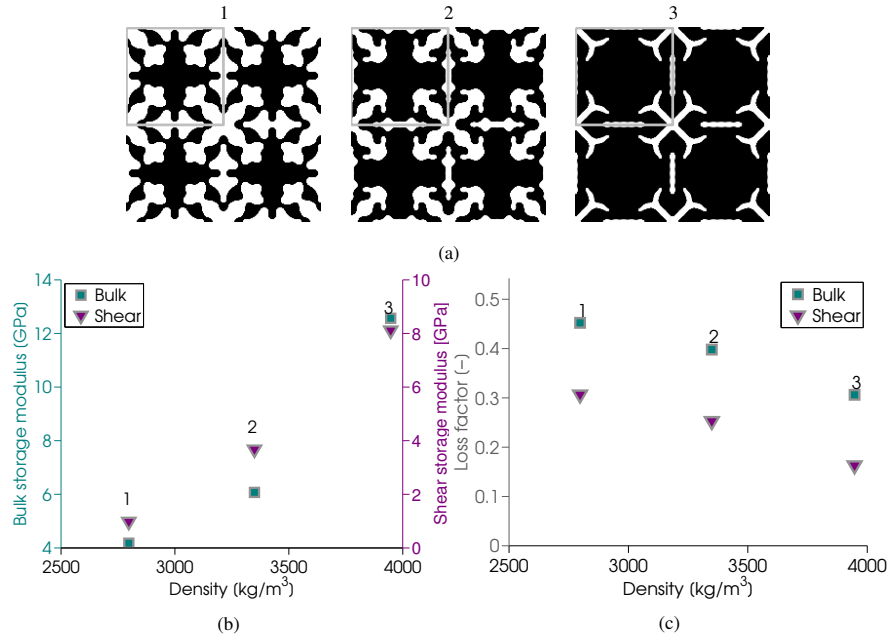 1 2 3
(a)
Bulk storage modulus (GPa)
14
12
10
8
6
4
Bulk
Shear
1
2
3
2500 3000 3500 4000
Density (kg/m³)
10
8
6
4
2
0
Shear storage modulus [GPa]
(b)
Loss factor (–)
0.5
0.4
0.3
0.2
0.1
0
Bulk
Shear
1
2
3
2500 3000 3500 4000
Density (kg/m³)
(c)